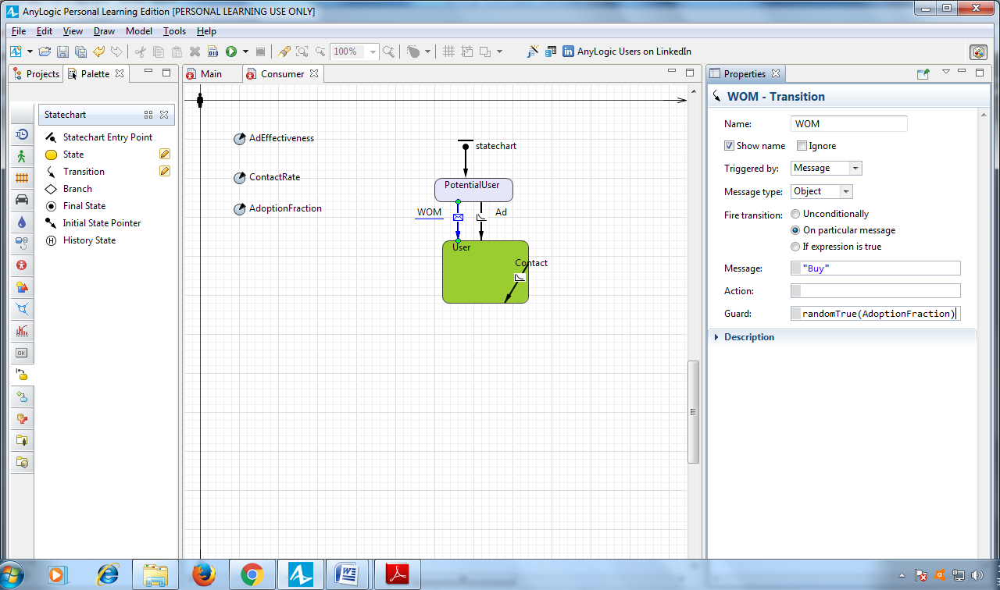 AnyLogic Personal Learning Edition [PERSONAL LEARNING USE ONLY]
File Edit View Draw Model Tools Help
100%
AnyLogic Users on LinkedIn
Projects
Palette
Main
Consumer
Properties
Statechart
Statechart Entry Point
State
Transition
Branch
Final State
Initial State Pointer
History State
AdEffectiveness
ContactRate
AdoptionFraction
statechart
PotentialUser
WOM
Ad
User
Contact
WOM - Transition
Name: WOM
Show name Ignore
Triggered by: Message
Message type: Object
Fire transition: Unconditionally
On particular message
If expression is true
Message: "Buy"
Action:
Guard: randomTrue(AdoptionFraction)
Description